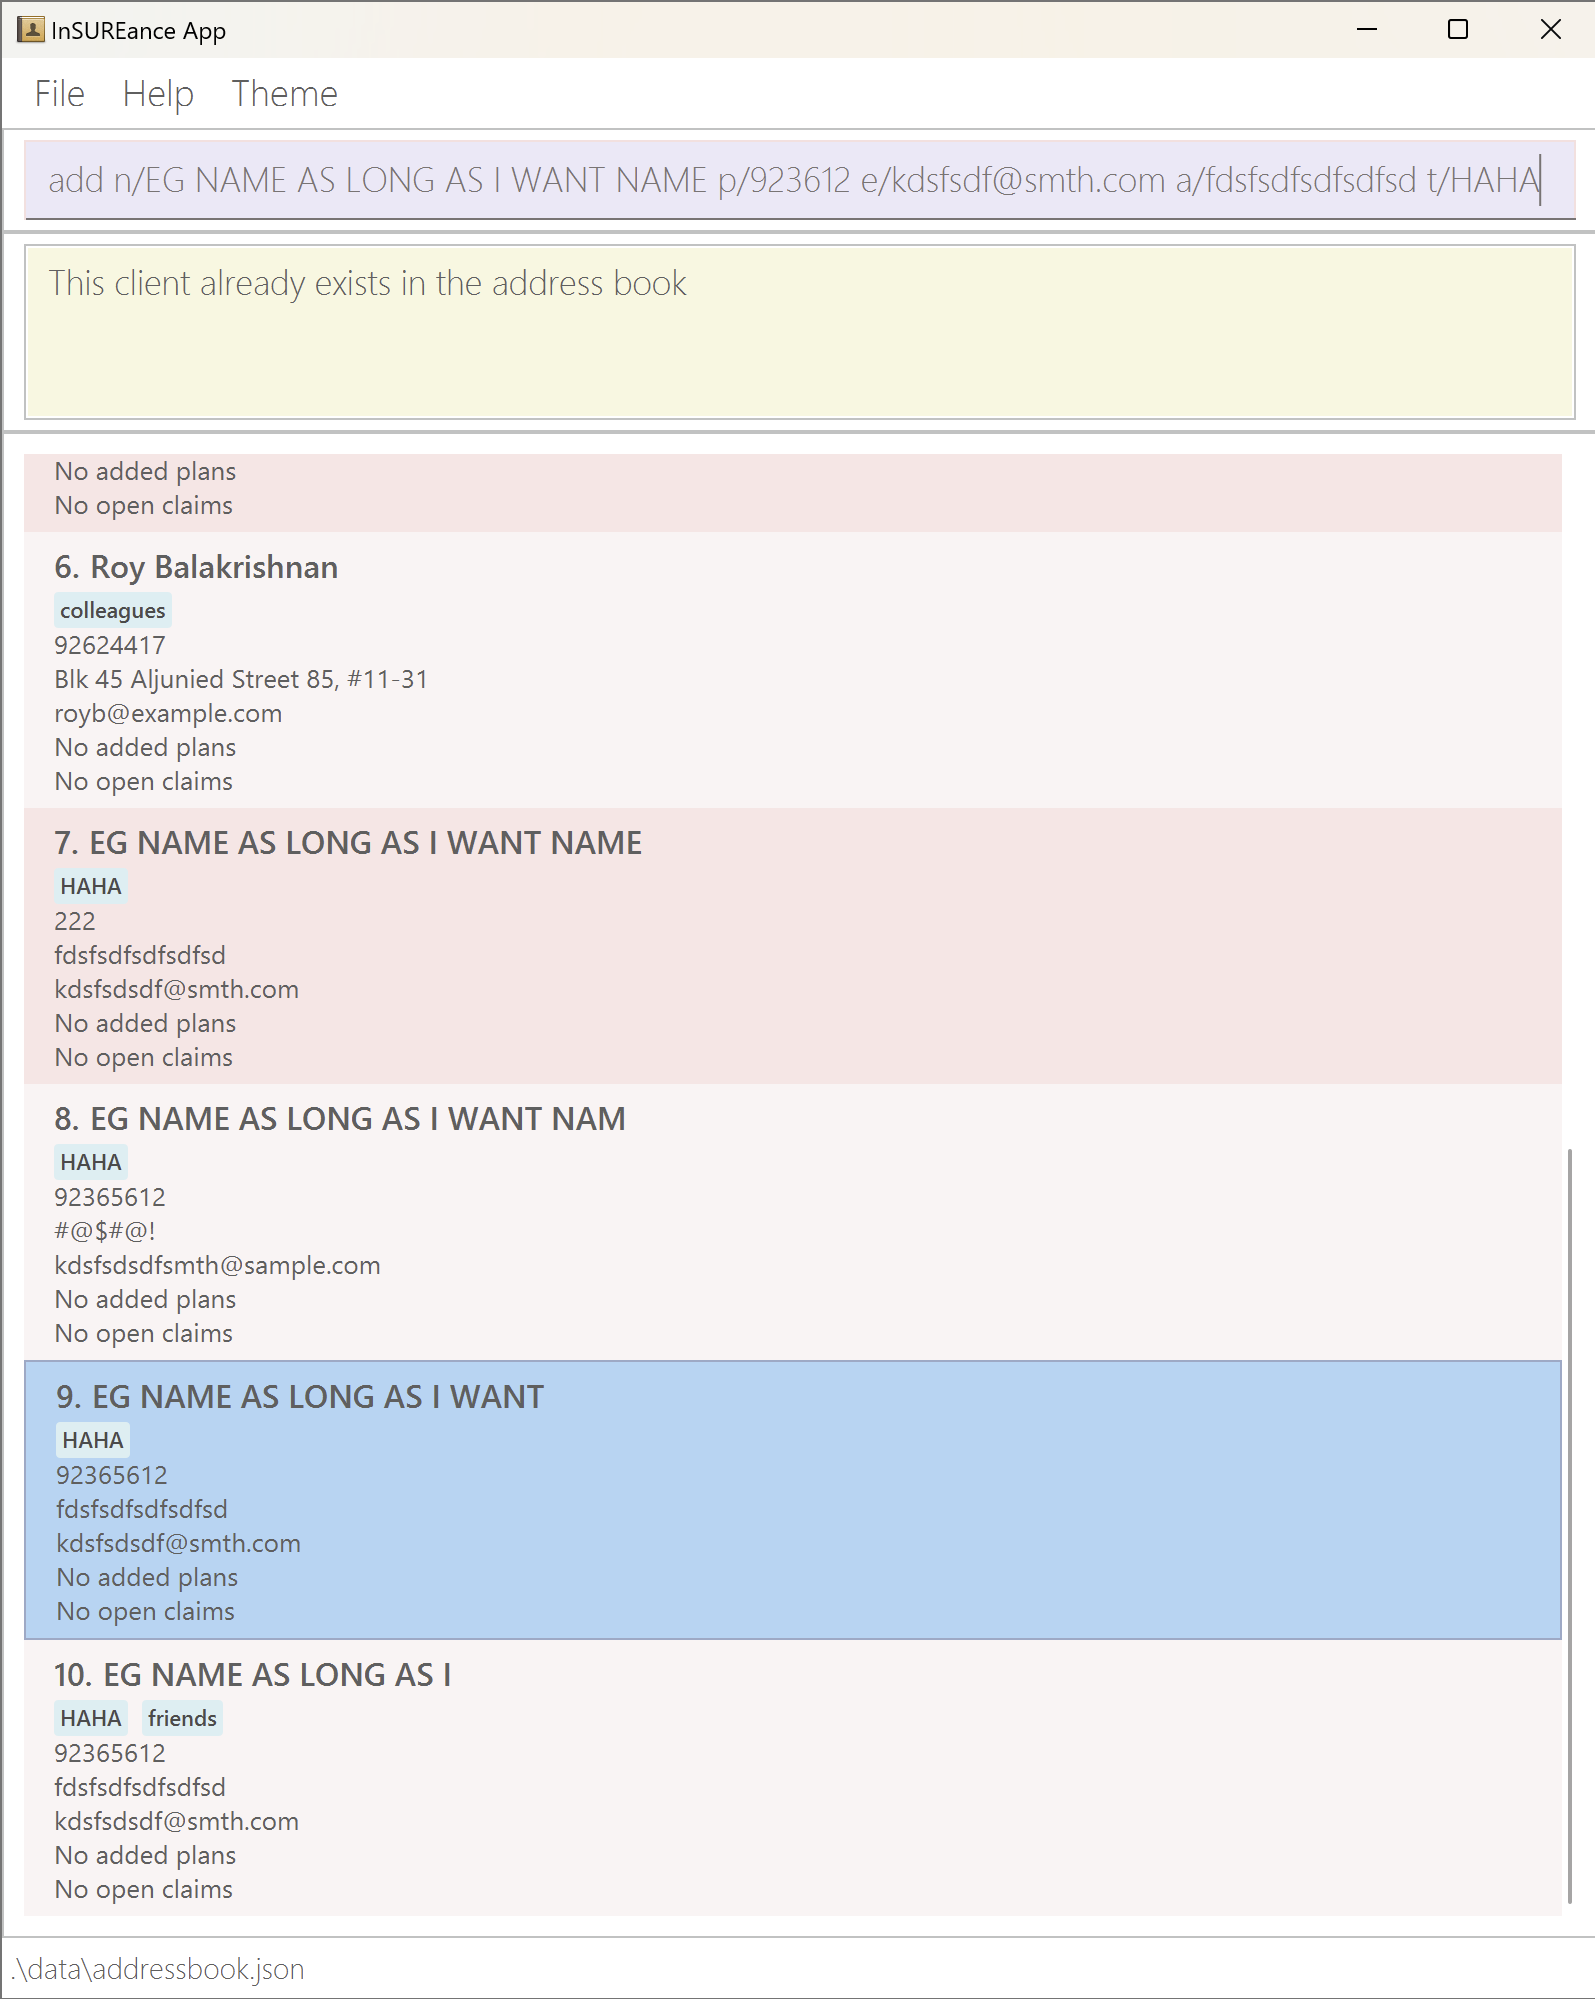 InSUREance App
File Help Theme
add n/EG NAME AS LONG AS I WANT NAME p/923612 e/kdsfsdf@smth.com a/fdsfsdfsdfsdfsd t/HAHA
This client already exists in the address book
No added plans
No open claims
6. Roy Balakrishnan
colleagues
92624417
Blk 45 Aljunied Street 85, #11-31
royb@example.com
No added plans
No open claims
7. EG NAME AS LONG AS I WANT NAME
HAHA
222
fdsfsdfsdfsdfsd
kdsfsdsdf@smth.com
No added plans
No open claims
8. EG NAME AS LONG AS I WANT NAM
HAHA
92365612
#@$#@!
kdsfsdsdfsmth@sample.com
No added plans
No open claims
9. EG NAME AS LONG AS I WANT
HAHA
92365612
fdsfsdfsdfsdfsd
kdsfsdsdf@smth.com
No added plans
No open claims
10. EG NAME AS LONG AS I
HAHA friends
92365612
fdsfsdfsdfsdfsd
kdsfsdsdf@smth.com
No added plans
No open claims
.\data\addressbook.json